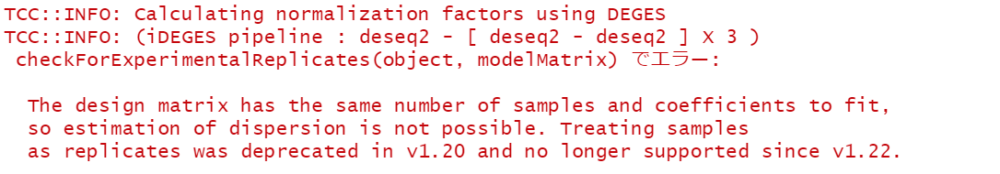 TCC::INFO: Calculating normalization factors using DEGES
TCC::INFO: (iDEGES pipeline : deseq2 - [ deseq2 - deseq2 ] X 3 )
 checkForExperimentalReplicates(object, modelMatrix) でエラー:
  The design matrix has the same number of samples and coefficients to fit,
  so estimation of dispersion is not possible. Treating samples
  as replicates was deprecated in v1.20 and no longer supported since v1.22.